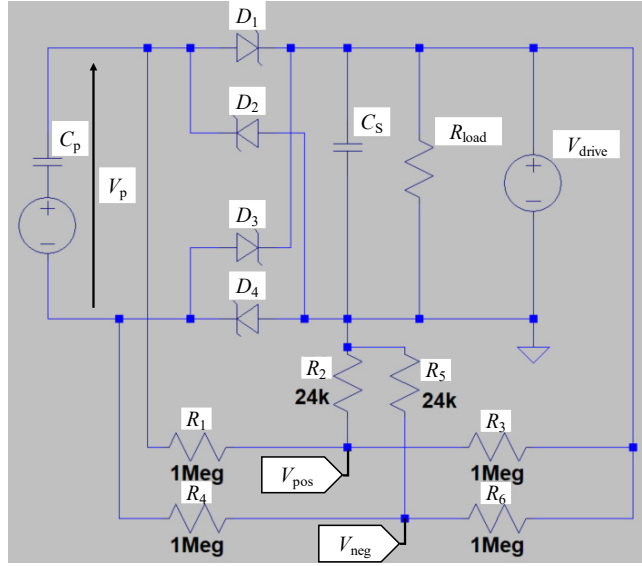 D1
D2
Cp
CS
Rload
Vdrive
+
−
Vp
+
−
D3
D4
R2
24k
R5
24k
R1
1Meg
R3
1Meg
Vpos
R4
1Meg
R6
1Meg
Vneg